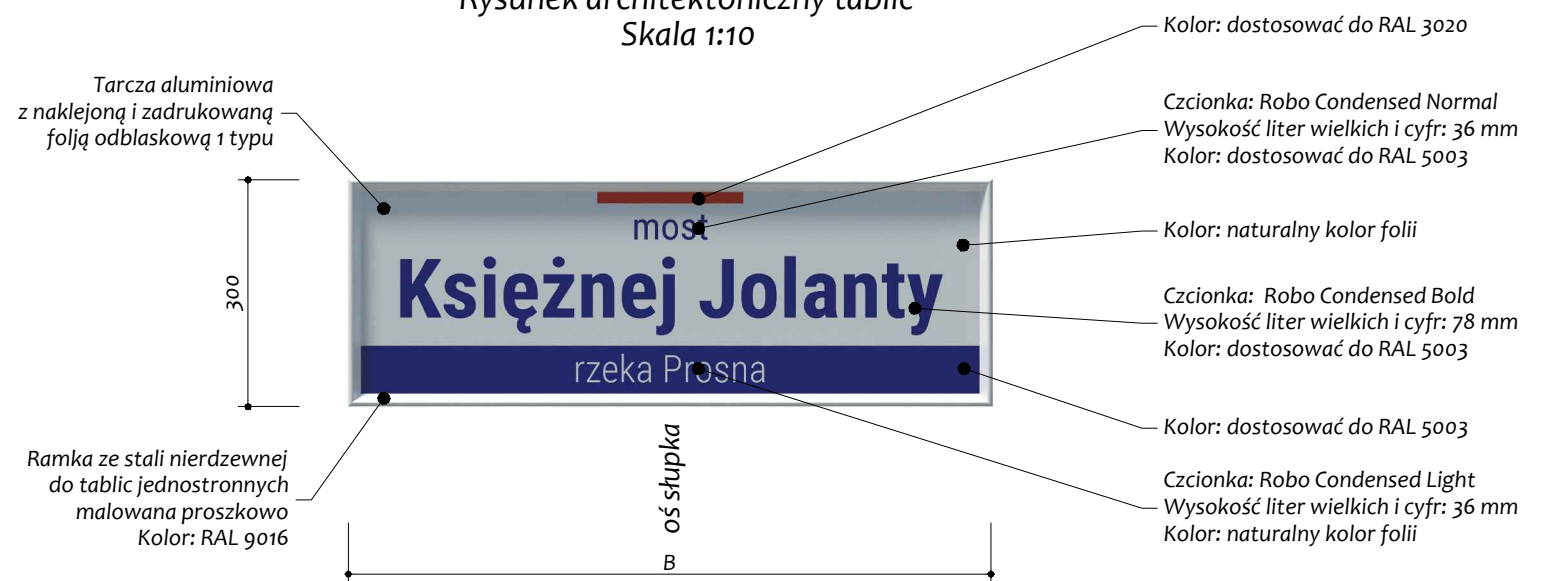 Rysunek architektoniczny tablic
Skala 1:10
Tarcza aluminiowa
z naklejoną i zadrukowaną
folją odblaskową 1 typu
300
Ramka ze stali nierdzewnej
do tablic jednostronnych
malowana proszkowo
Kolor: RAL 9016
most
Księżnej Jolanty
rzeka Prosna
oś słupka
B
Kolor: dostosować do RAL 3020
Czcionka: Robo Condensed Normal
Wysokość liter wielkich i cyfr: 36 mm
Kolor: dostosować do RAL 5003
Kolor: naturalny kolor folii
Czcionka: Robo Condensed Bold
Wysokość liter wielkich i cyfr: 78 mm
Kolor: dostosować do RAL 5003
Kolor: dostosować do RAL 5003
Czcionka: Robo Condensed Light
Wysokość liter wielkich i cyfr: 36 mm
Kolor: naturalny kolor folii